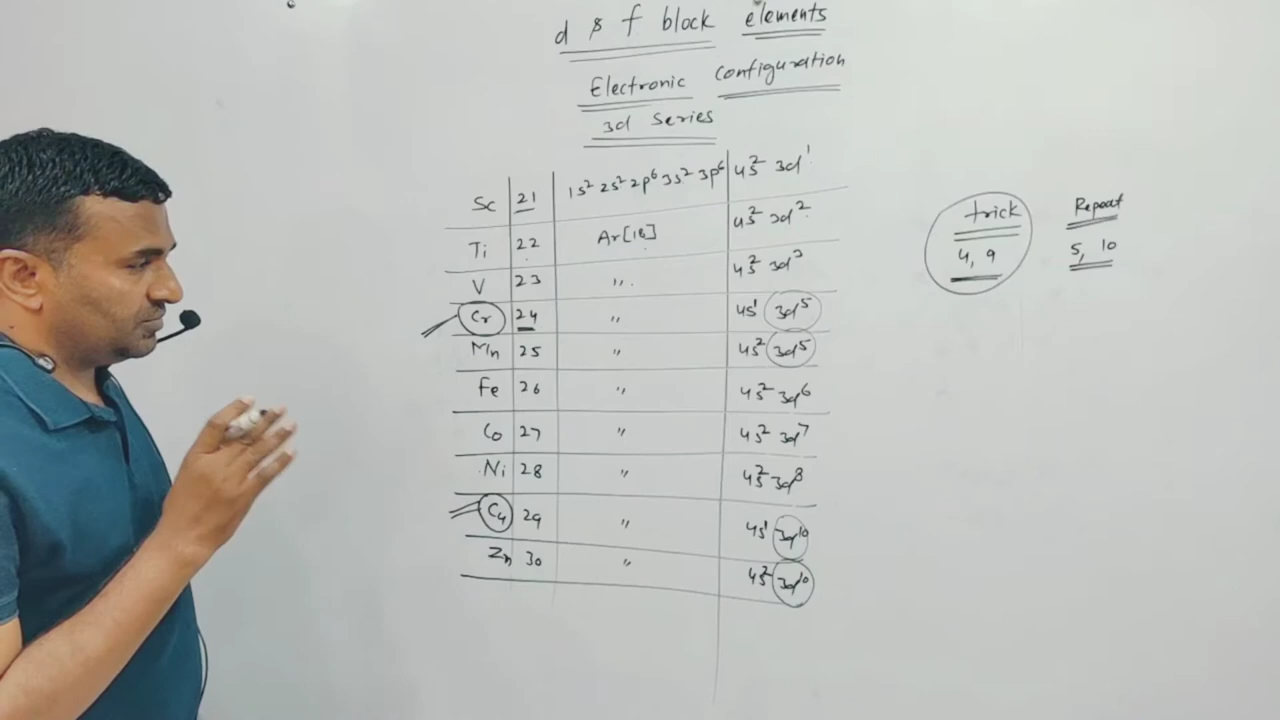 d & f block elements
Electronic Configuration
3d Series
Sc 21 1s² 2s² 2p⁶ 3s² 3p⁶ 4s² 3d¹
Ti 22 Ar[18] 4s² 3d²
V 23 " 4s² 3d³
Cr 24 " 4s¹ 3d⁵
Mn 25 " 4s² 3d⁵
Fe 26 " 4s² 3d⁶
Co 27 " 4s² 3d⁷
Ni 28 " 4s² 3d⁸
Cu 29 " 4s¹ 3d¹⁰
Zn 30 " 4s² 3d¹⁰
trick
4, 9
Repeat
5, 10